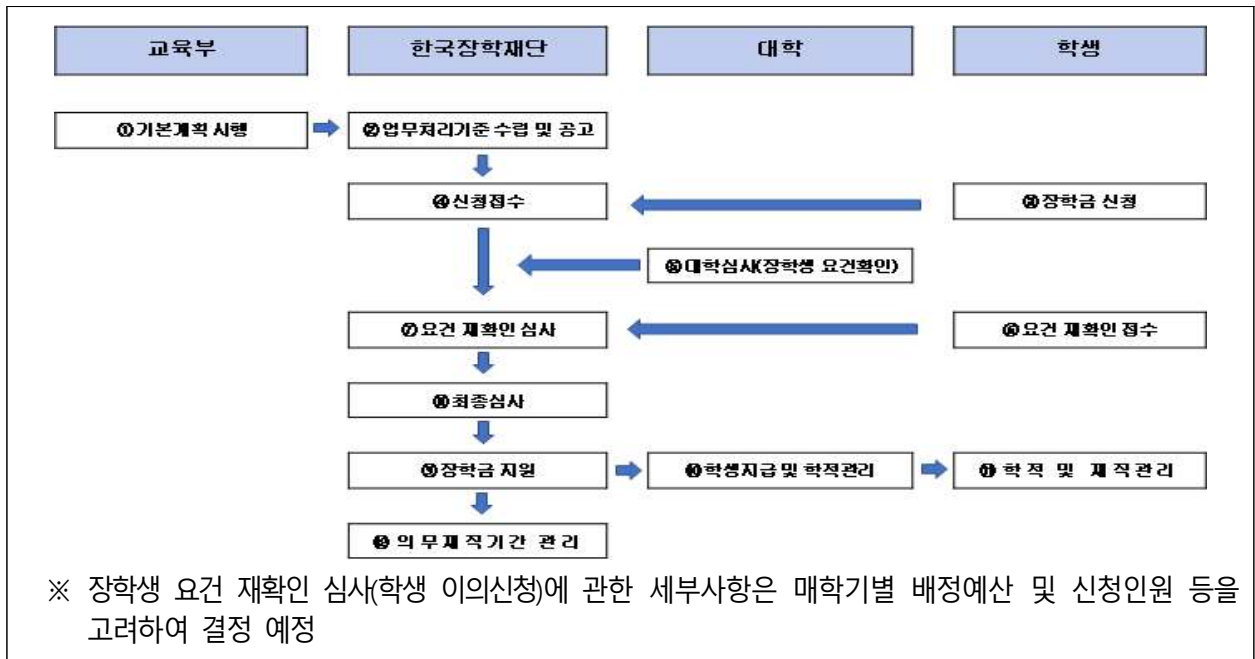 교육부 한국장학재단 대학 학생
①기본계획 시행 ②업무처리기준 수립 및 공고
④신청접수 ③장학금 신청
⑤대학심사(장학생 요건확인)
⑦요건 재확인 심사 ⑥요건 재확인 접수
⑧최종심사
⑨장학금 지원 ⑩학생지급 및 학적관리 ⑪학적 및 재직관리
⑫의무재직기간 관리
※ 장학생 요건 재확인 심사(학생 이의신청)에 관한 세부사항은 매학기별 배정예산 및 신청인원 등을
고려하여 결정 예정